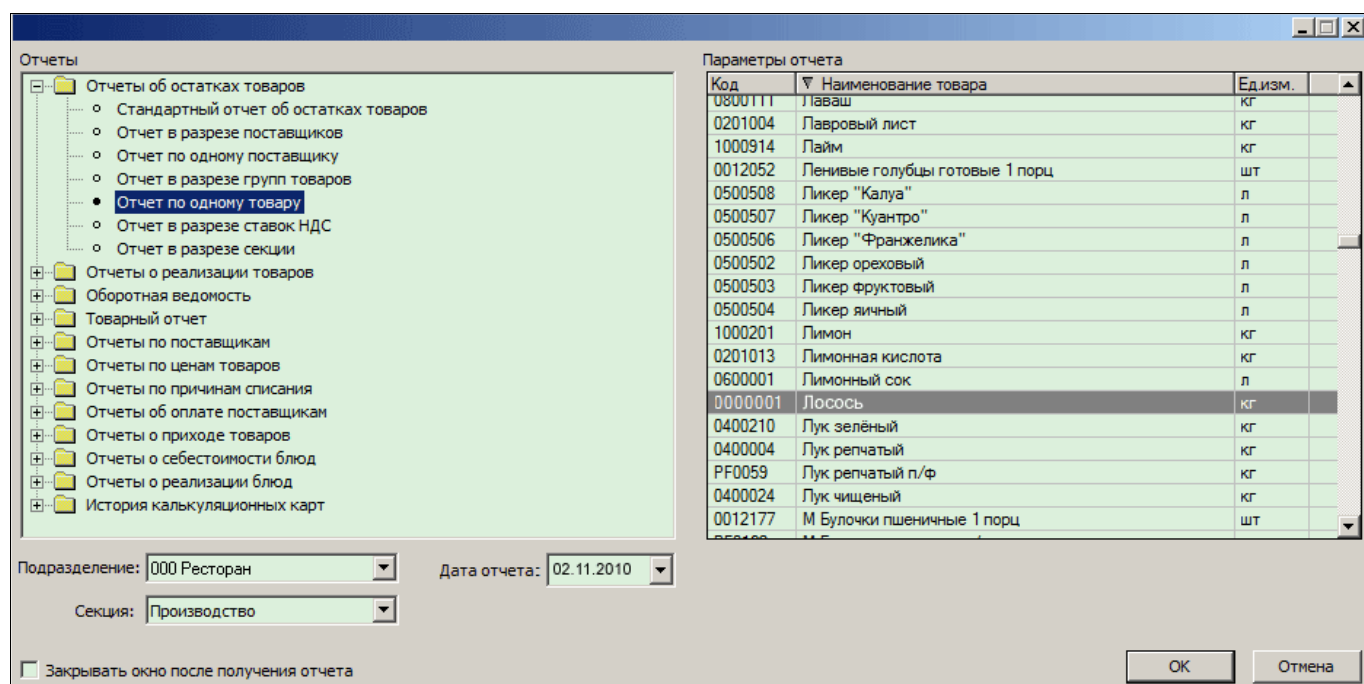 Отчеты
Отчеты об остатках товаров
Стандартный отчет об остатках товаров
Отчет в разрезе поставщиков
Отчет по одному поставщику
Отчет в разрезе групп товаров
Отчет по одному товару
Отчет в разрезе ставок НДС
Отчет в разрезе секции
Отчеты о реализации товаров
Оборотная ведомость
Товарный отчет
Отчеты по поставщикам
Отчеты по ценам товаров
Отчеты по причинам списания
Отчеты об оплате поставщикам
Отчеты о приходе товаров
Отчеты о себестоимости блюд
Отчеты о реализации блюд
История калькуляционных карт
Параметры отчета
Код Наименование товара Ед.изм.
0800111 Лаваш кг
0201004 Лавровый лист кг
1000914 Лайм кг
0012052 Ленивые голубцы готовые 1 порц шт
0500508 Ликер "Калуа" л
0500507 Ликер "Куантро" л
0500506 Ликер "Франжелика" л
0500502 Ликер ореховый л
0500503 Ликер фруктовый л
0500504 Ликер яичный л
1000201 Лимон кг
0201013 Лимонная кислота кг
0600001 Лимонный сок л
0000001 Лосось кг
0400210 Лук зелёный кг
0400004 Лук репчатый кг
PF0059 Лук репчатый п/ф кг
0400024 Лук чищеный кг
0012177 М Булочки пшеничные 1 порц шт
Подразделение: 000 Ресторан Дата отчета: 02.11.2010
Секция: Производство
Закрывать окно после получения отчета
OK Отмена